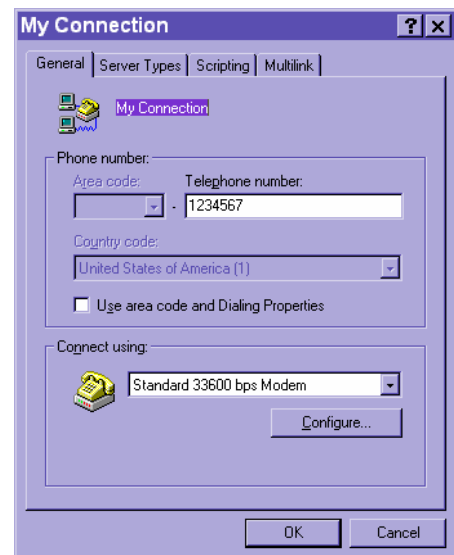 My Connection
General Server Types Scripting Multilink
My Connection
Phone number:
Area code: Telephone number:
- 1234567
Country code:
United States of America (1)
Use area code and Dialing Properties
Connect using:
Standard 33600 bps Modem
Configure...
OK Cancel